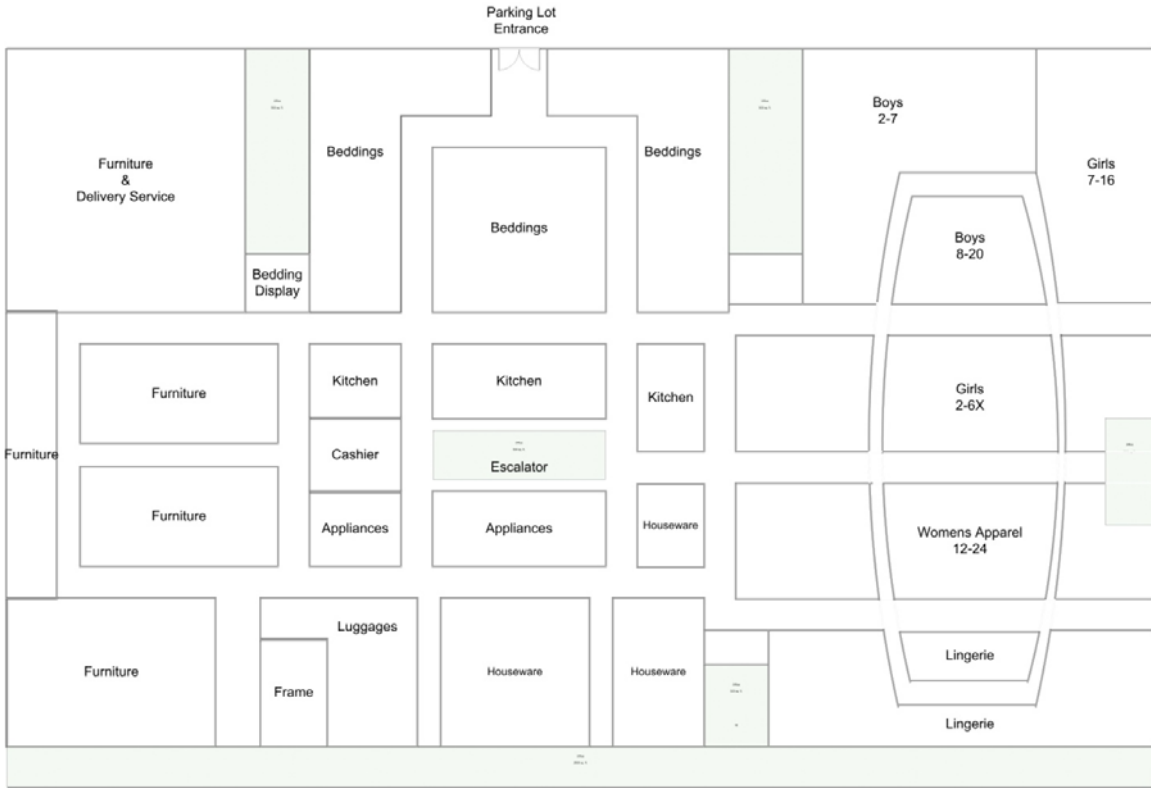 Parking Lot
Entrance
Furniture
&
Delivery Service
Beddings
Beddings
Beddings
Bedding
Display
Boys
2-7
Girls
7-16
Boys
8-20
Furniture
Kitchen
Kitchen
Kitchen
Girls
2-6X
Furniture
Cashier
Escalator
Furniture
Appliances
Appliances
Houseware
Womens Apparel
12-24
Furniture
Luggages
Frame
Houseware
Houseware
Lingerie
Lingerie